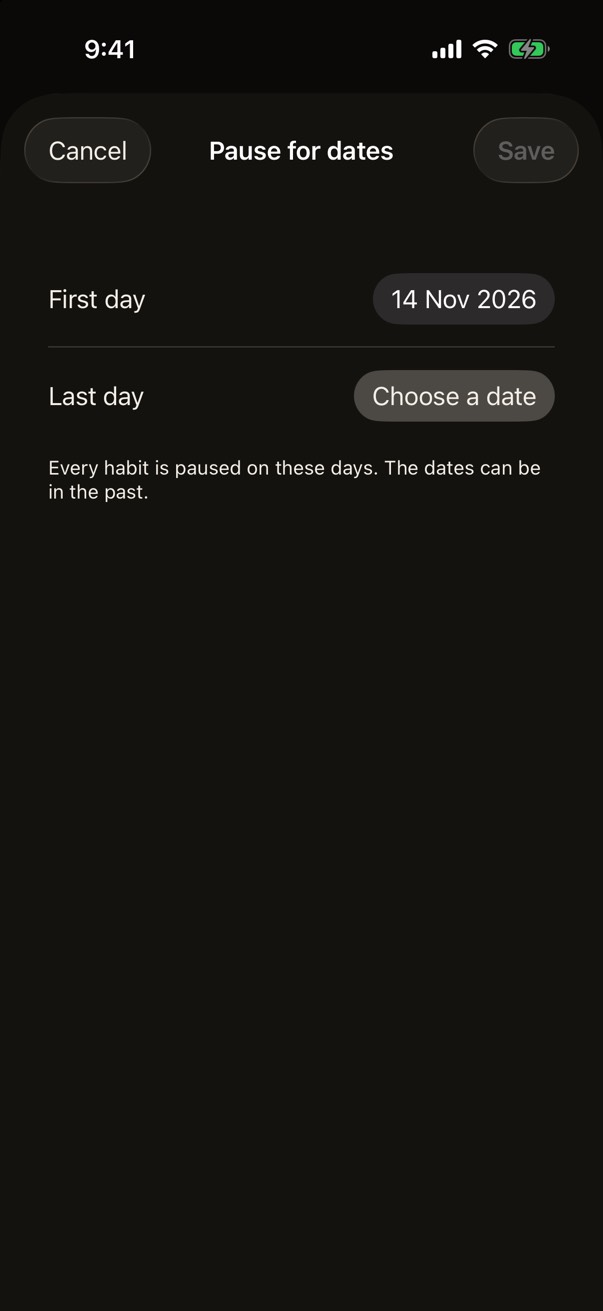 9:41
Cancel
Pause for dates
Save
First day
14 Nov 2026
Last day
Choose a date
Every habit is paused on these days. The dates can be
in the past.